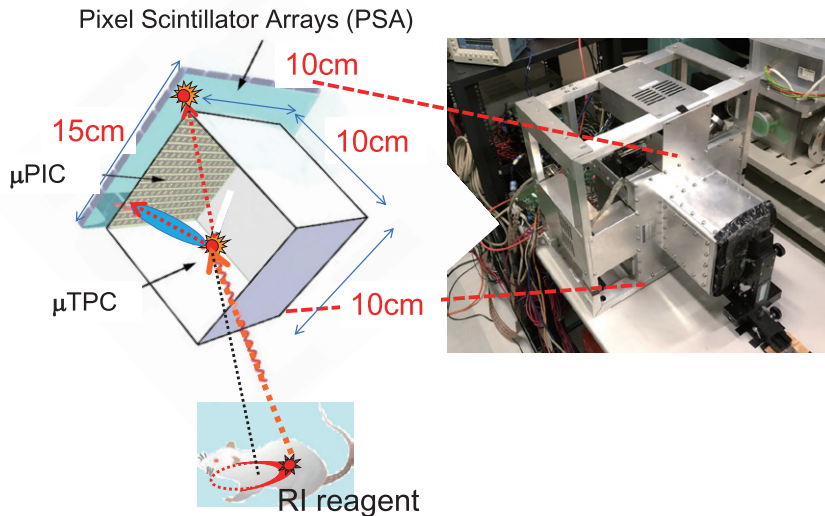 Pixel Scintillator Arrays (PSA)
10cm
15cm
10cm
μPIC
μTPC
10cm
RI reagent